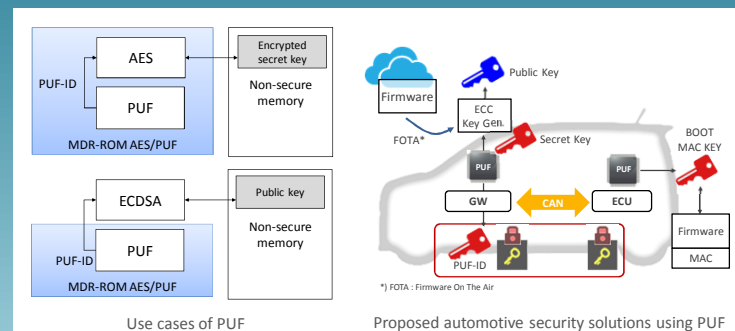 AES
PUF-ID
PUF
MDR-ROM AES/PUF
Encrypted
secret key
Non-secure
memory
ECDSA
PUF-ID
PUF
MDR-ROM AES/PUF
Public key
Non-secure
memory
Use cases of PUF
Firmware
Public Key
ECC
Key Gen.
FOTA*
Secret Key
PUF
GW
CAN
PUF
ECU
BOOT
MAC KEY
Firmware
MAC
PUF-ID
*) FOTA : Firmware On The Air
Proposed automotive security solutions using PUF